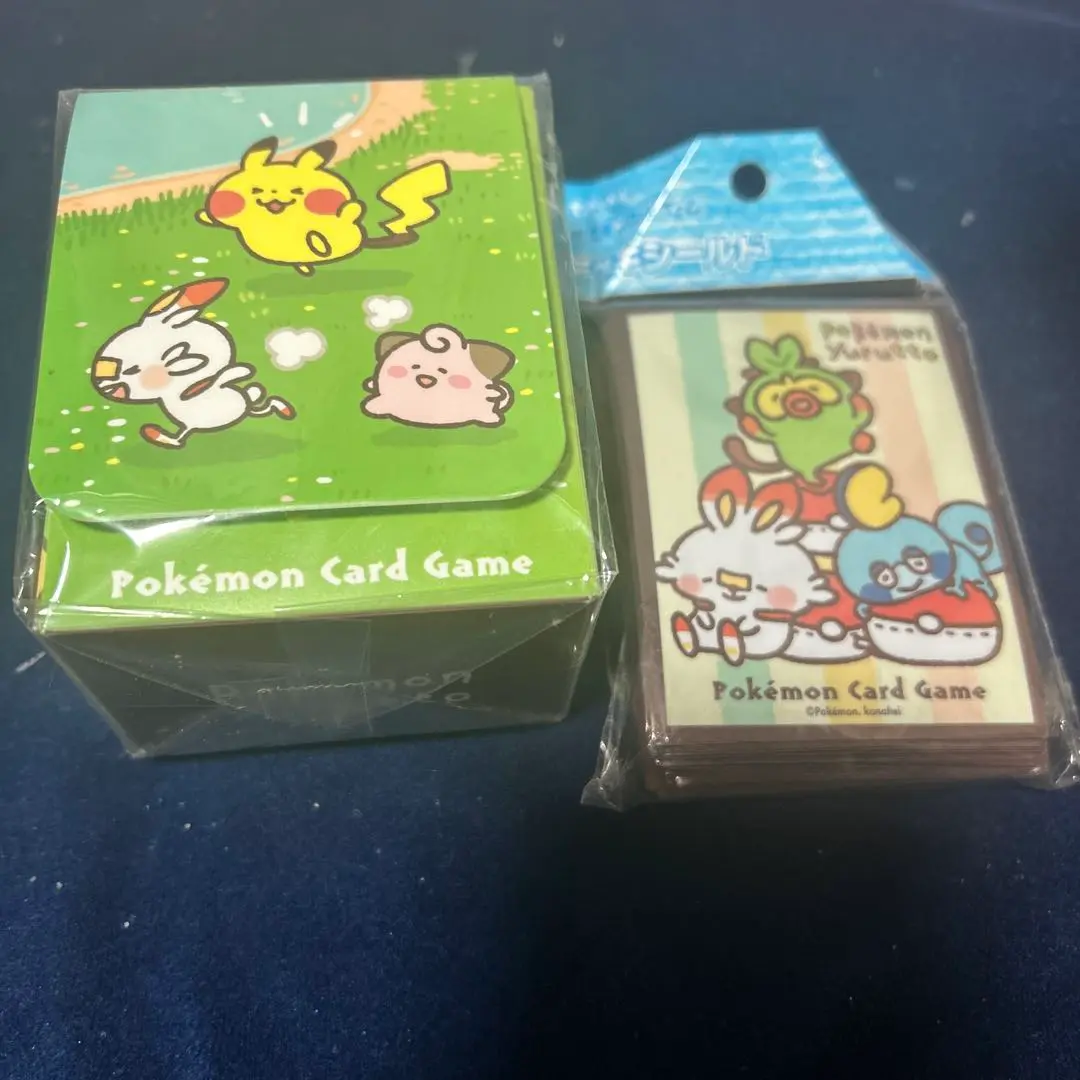 Pokémon Card Game
シールド
Pokémon
Yurutto
Pokémon Card Game
©Pokémon. kanahei